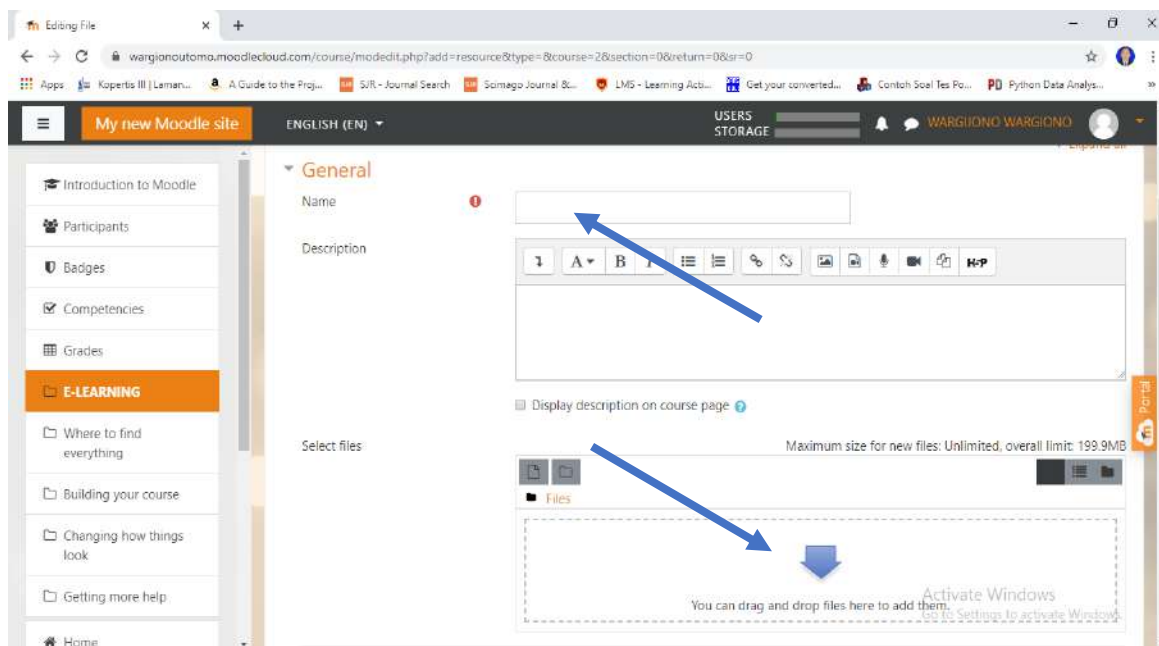 Editing File
wargionoutomo.moodlecloud.com/course/modedit.php?add=resource&type=&course=2&section=0&return=0&sr=0
Apps Kopertis III | Laman... A Guide to the Proj... SJR - Journal Search Scimago Journal &... LMS - Learning Acti... Get your converted... Contoh Soal Tes Po... PD Python Data Analys...
My new Moodle site ENGLISH (EN) USERS
STORAGE WARGIJONO WARGIONO
Expand all
Introduction to Moodle
Participants
Badges
Competencies
Grades
E-LEARNING
Where to find
everything
Building your course
Changing how things
look
Getting more help
Home
General
Name
Description
A B I H-P
Display description on course page
Select files Maximum size for new files: Unlimited, overall limit: 199.9MB
Files
You can drag and drop files here to add them.
Activate Windows
Go to Settings to activate Windows.
Portal